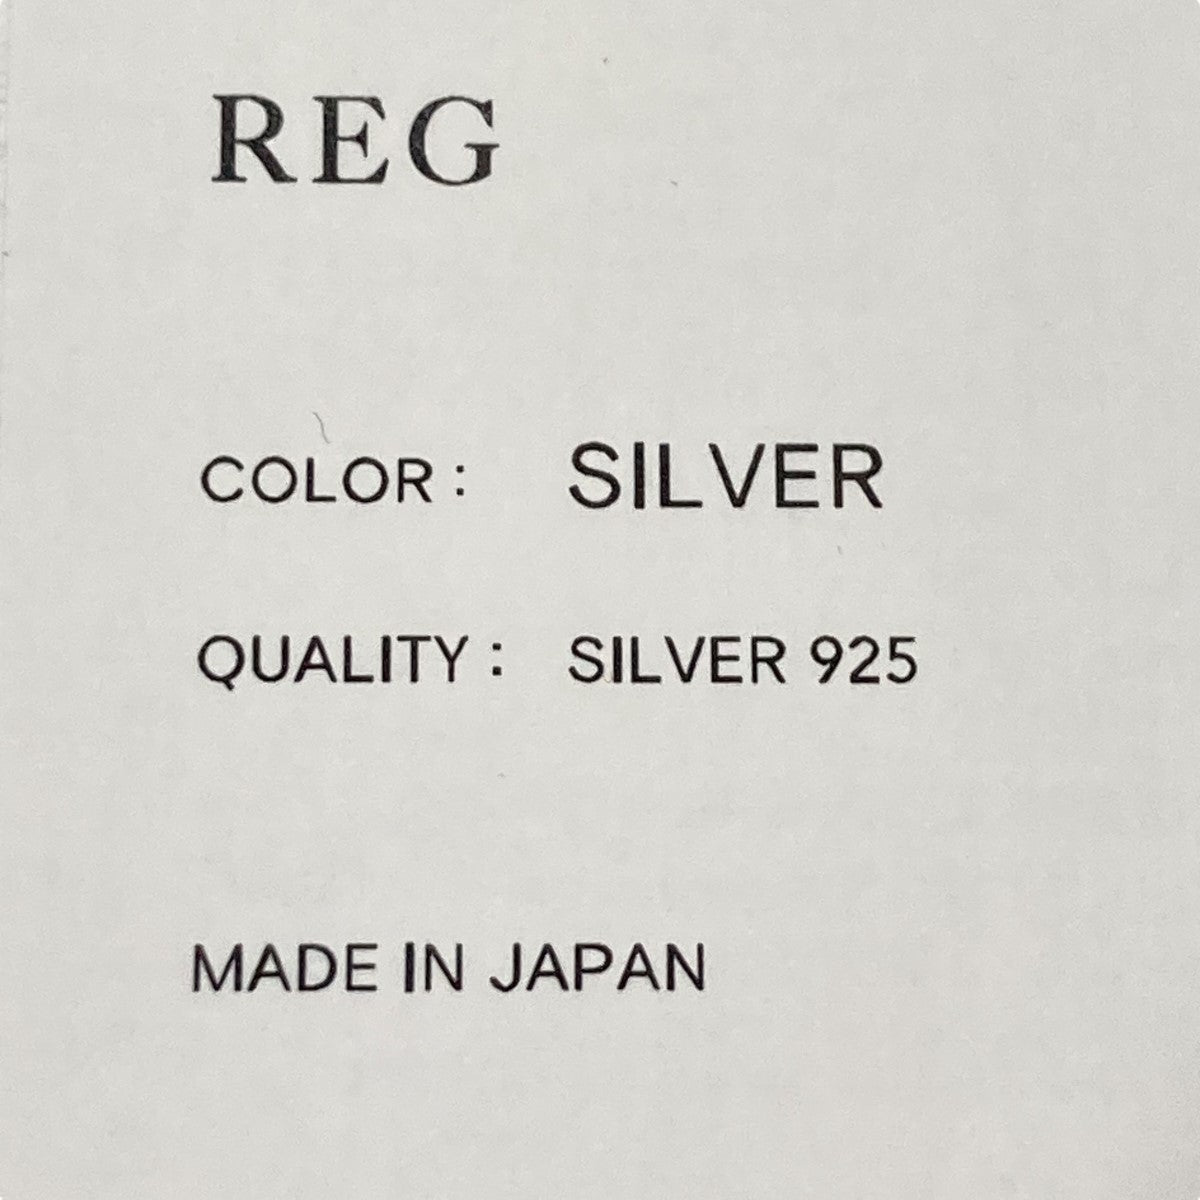 REG
COLOR : SILVER
QUALITY : SILVER 925
MADE IN JAPAN